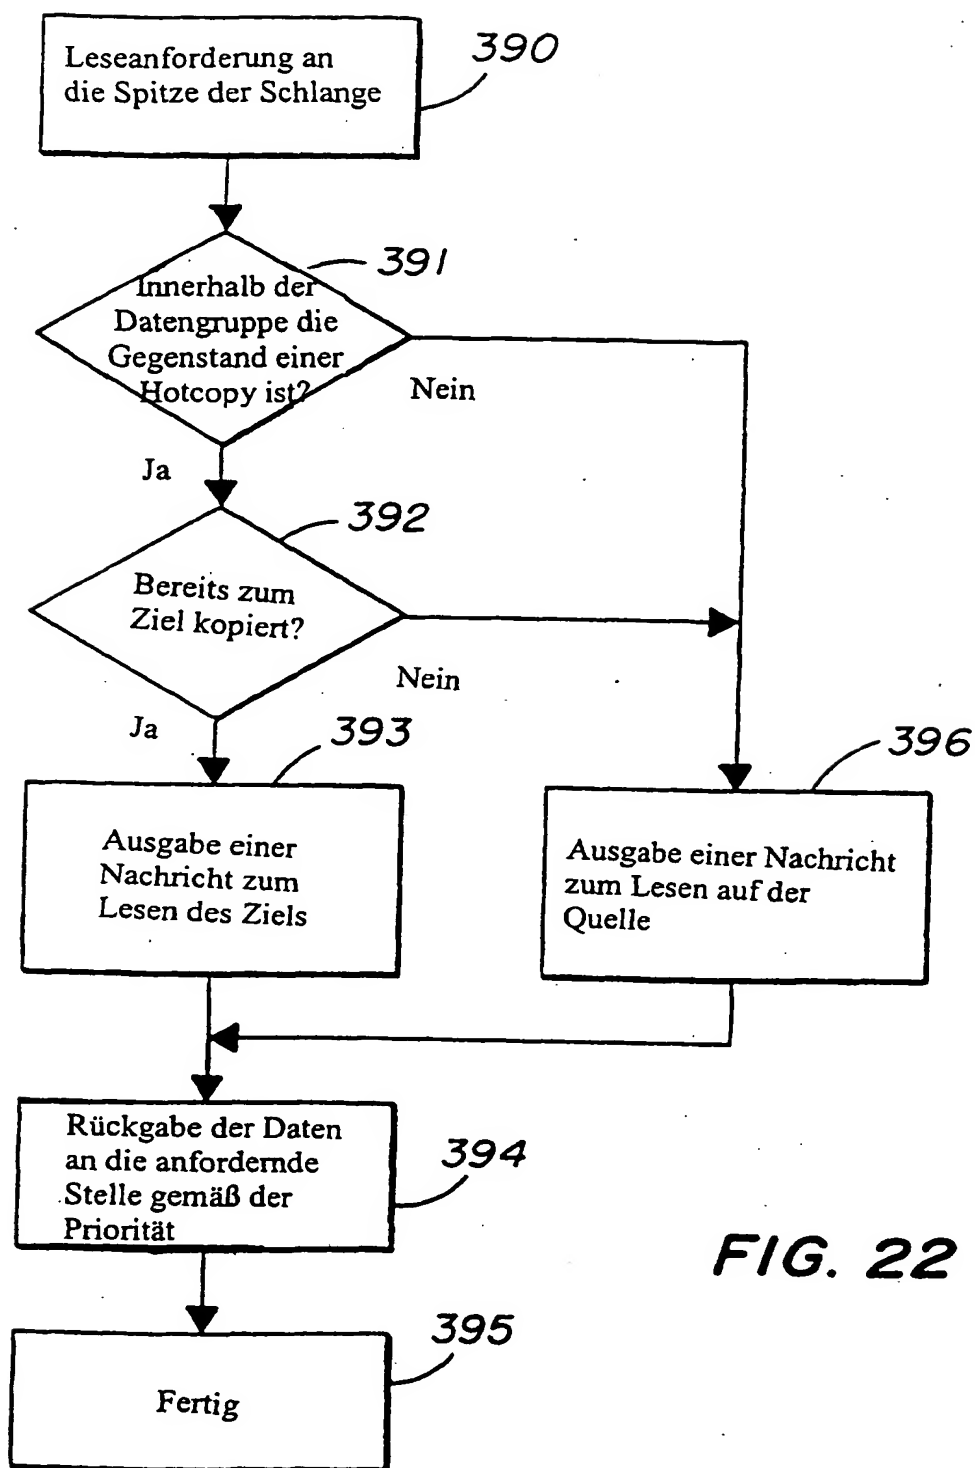 390
Leseanforderung an
die Spitze der Schlange
391
Innerhalb der
Datengruppe die
Gegenstand einer
Hotcopy ist?
Nein
Ja
392
Bereits zum
Ziel kopiert?
Nein
Ja
393
396
Ausgabe einer
Nachricht zum
Lesen des Ziels
Ausgabe einer Nachricht
zum Lesen auf der
Quelle
Rückgabe der Daten
an die anfordernde
Stelle gemäß der
Priorität
394
FIG. 22
395
Fertig